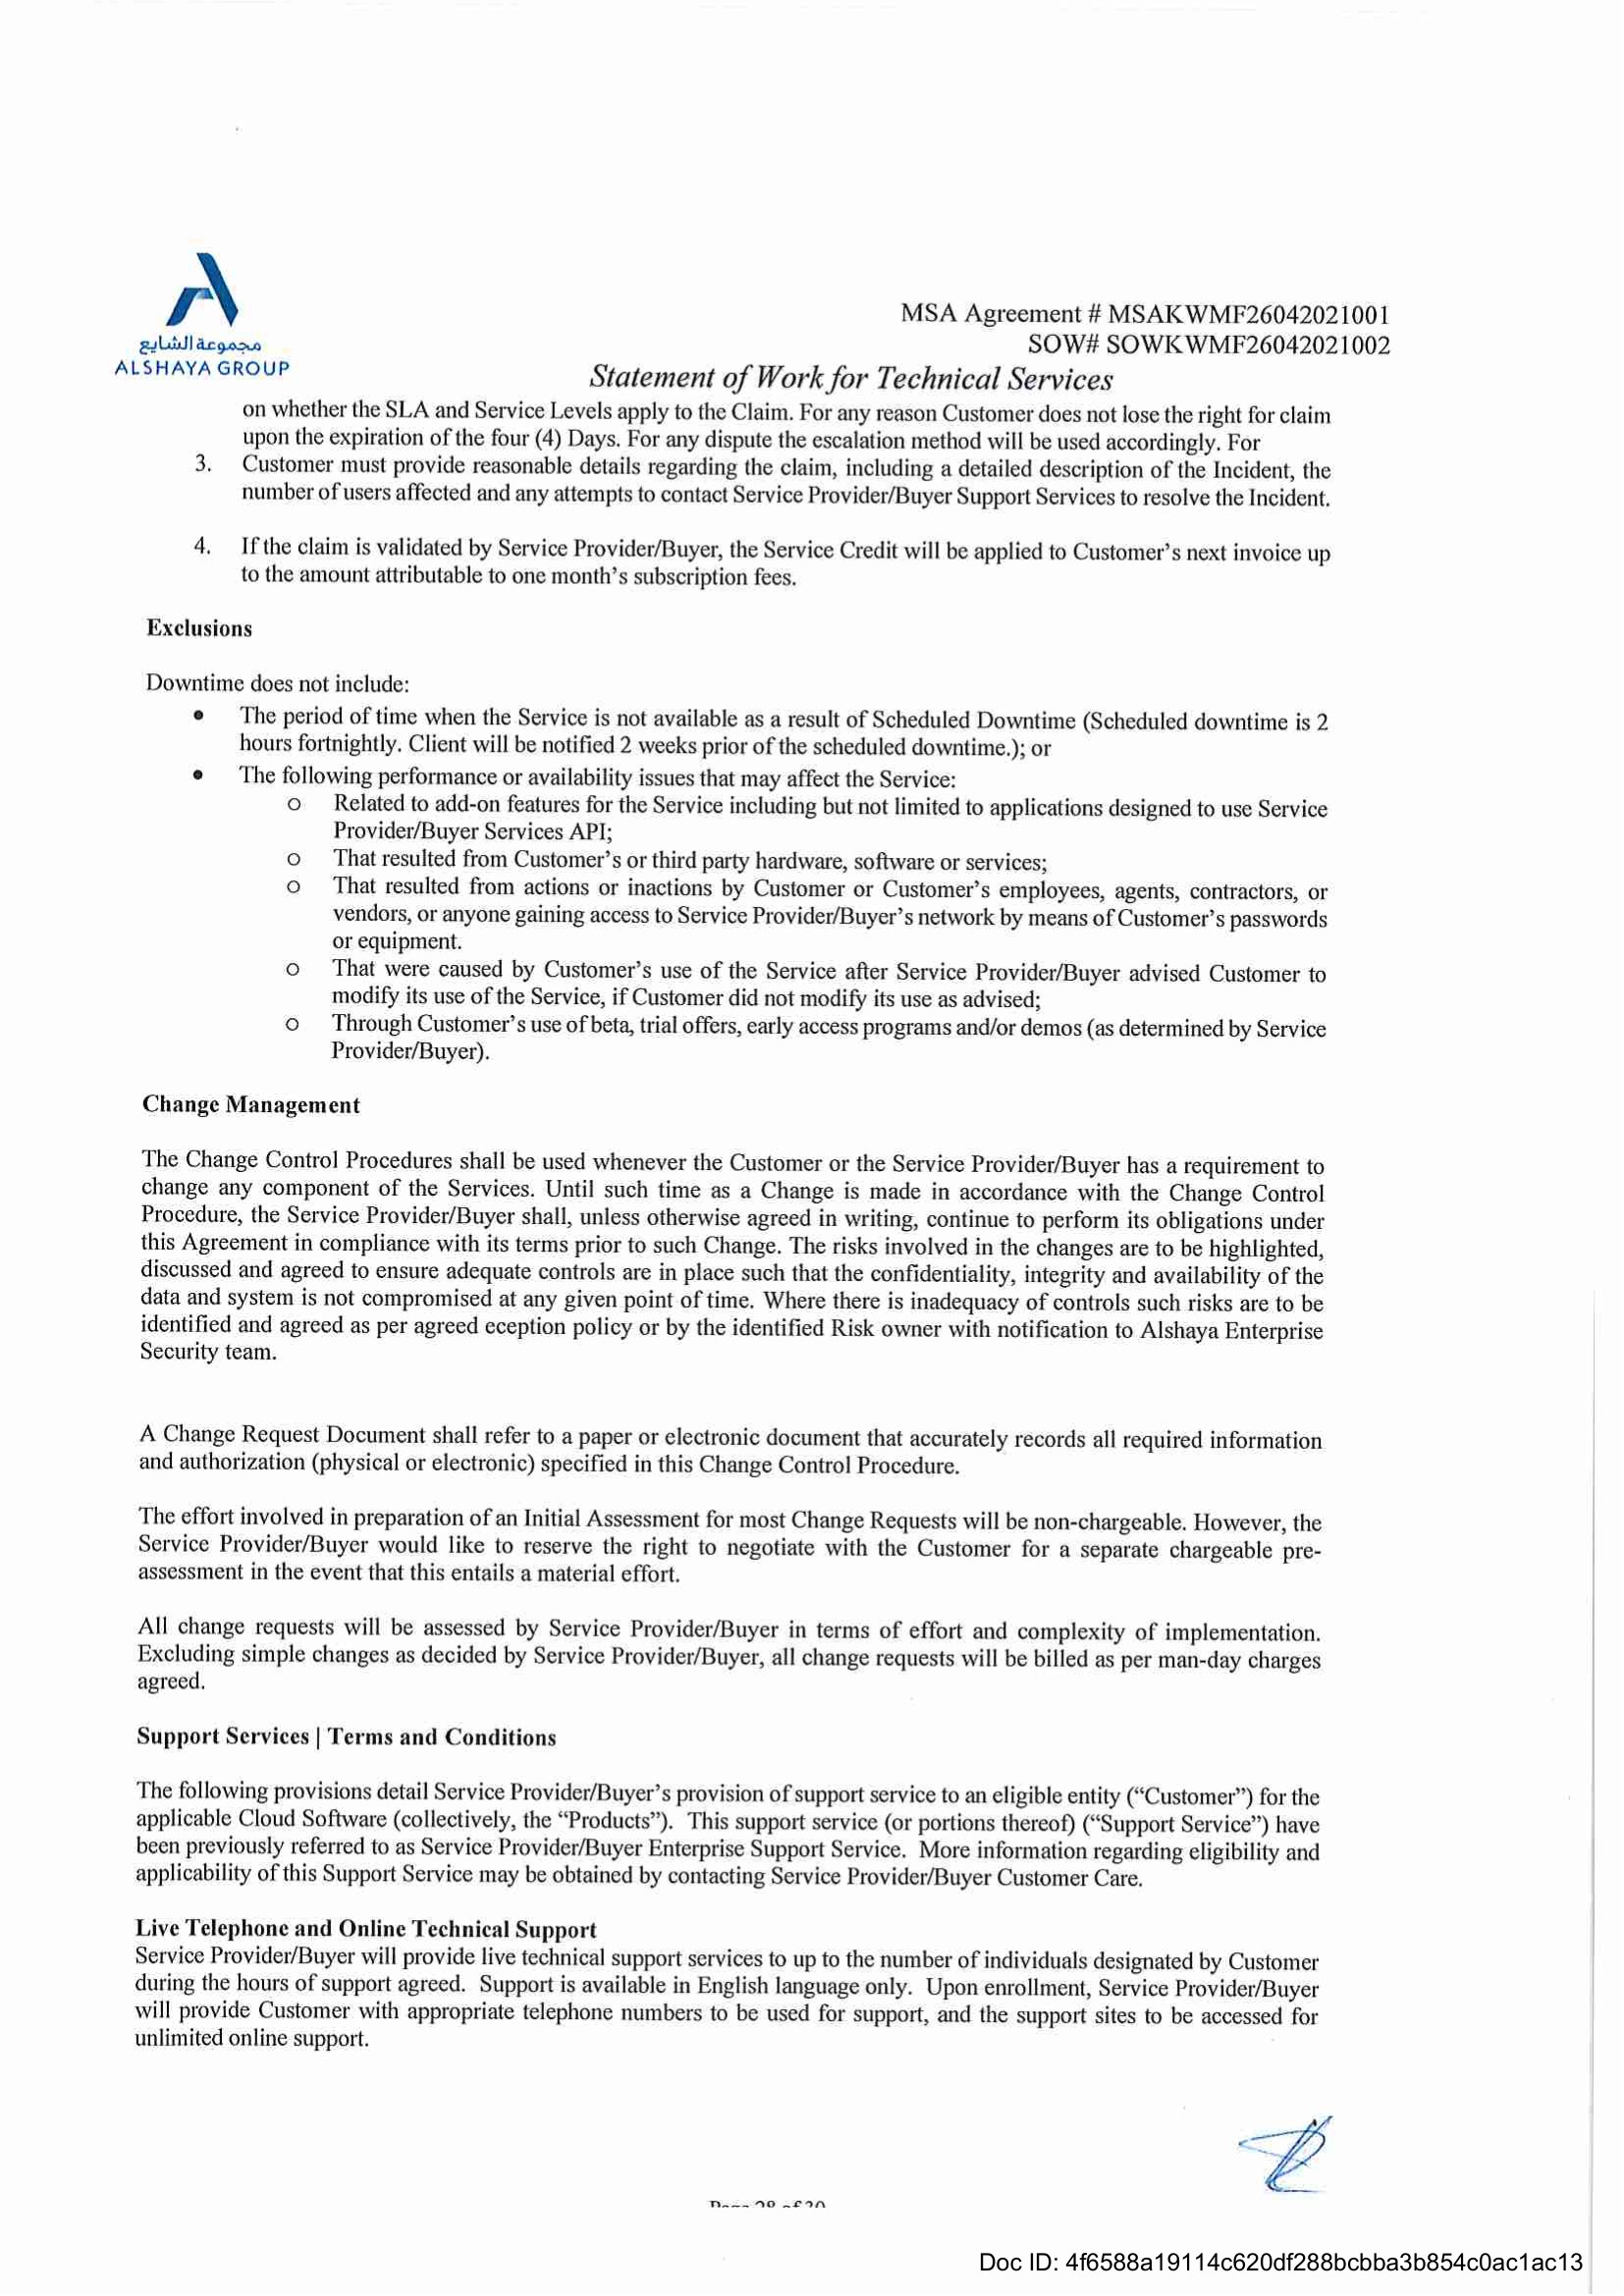 مجموعة الشايع
ALSHAYA GROUP
MSA Agreement # MSAKWMF26042021001
SOW# SOWKWMF26042021002
Statement of Work for Technical Services
on whether the SLA and Service Levels apply to the Claim. For any reason Customer does not lose the right for claim
upon the expiration of the four (4) Days. For any dispute the escalation method will be used accordingly. For
3. Customer must provide reasonable details regarding the claim, including a detailed description of the Incident, the
number of users affected and any attempts to contact Service Provider/Buyer Support Services to resolve the Incident.
4. If the claim is validated by Service Provider/Buyer, the Service Credit will be applied to Customer's next invoice up
to the amount attributable to one month's subscription fees.
Exclusions
Downtime does not include:
• The period of time when the Service is not available as a result of Scheduled Downtime (Scheduled downtime is 2
hours fortnightly. Client will be notified 2 weeks prior of the scheduled downtime.); or
• The following performance or availability issues that may affect the Service:
o Related to add-on features for the Service including but not limited to applications designed to use Service
Provider/Buyer Services API;
o That resulted from Customer's or third party hardware, software or services;
o That resulted from actions or inactions by Customer or Customer's employees, agents, contractors, or
vendors, or anyone gaining access to Service Provider/Buyer's network by means of Customer's passwords
or equipment.
o That were caused by Customer's use of the Service after Service Provider/Buyer advised Customer to
modify its use of the Service, if Customer did not modify its use as advised;
o Through Customer's use of beta, trial offers, early access programs and/or demos (as determined by Service
Provider/Buyer).
Change Management
The Change Control Procedures shall be used whenever the Customer or the Service Provider/Buyer has a requirement to
change any component of the Services. Until such time as a Change is made in accordance with the Change Control
Procedure, the Service Provider/Buyer shall, unless otherwise agreed in writing, continue to perform its obligations under
this Agreement in compliance with its terms prior to such Change. The risks involved in the changes are to be highlighted,
discussed and agreed to ensure adequate controls are in place such that the confidentiality, integrity and availability of the
data and system is not compromised at any given point of time. Where there is inadequacy of controls such risks are to be
identified and agreed as per agreed eception policy or by the identified Risk owner with notification to Alshaya Enterprise
Security team.
A Change Request Document shall refer to a paper or electronic document that accurately records all required information
and authorization (physical or electronic) specified in this Change Control Procedure.
The effort involved in preparation of an Initial Assessment for most Change Requests will be non-chargeable. However, the
Service Provider/Buyer would like to reserve the right to negotiate with the Customer for a separate chargeable pre-
assessment in the event that this entails a material effort.
All change requests will be assessed by Service Provider/Buyer in terms of effort and complexity of implementation.
Excluding simple changes as decided by Service Provider/Buyer, all change requests will be billed as per man-day charges
agreed.
Support Services | Terms and Conditions
The following provisions detail Service Provider/Buyer's provision of support service to an eligible entity (“Customer”) for the
applicable Cloud Software (collectively, the “Products”). This support service (or portions thereof) (“Support Service”) have
been previously referred to as Service Provider/Buyer Enterprise Support Service. More information regarding eligibility and
applicability of this Support Service may be obtained by contacting Service Provider/Buyer Customer Care.
Live Telephone and Online Technical Support
Service Provider/Buyer will provide live technical support services to up to the number of individuals designated by Customer
during the hours of support agreed. Support is available in English language only. Upon enrollment, Service Provider/Buyer
will provide Customer with appropriate telephone numbers to be used for support, and the support sites to be accessed for
unlimited online support.
Doc ID: 4f6588a19114c620df288bcbba3b854c0ac1ac13